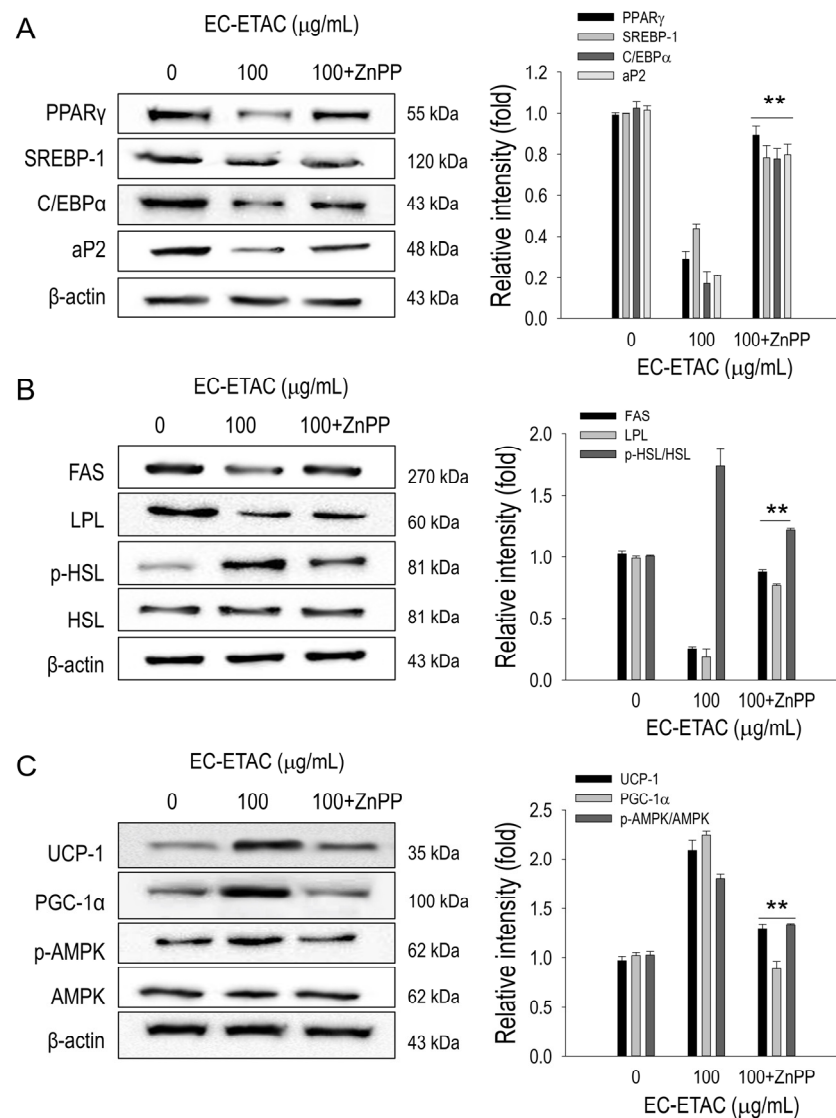 A
EC-ETAC (μg/mL)
0 100 100+ZnPP
PPARγ 55 kDa
SREBP-1 120 kDa
C/EBPα 43 kDa
aP2 48 kDa
β-actin 43 kDa
PPARγ
SREBP-1
C/EBPα
aP2
Relative intensity (fold)
1.2
1.0
0.8
0.6
0.4
0.2
0.0
**
0 100 100+ZnPP
EC-ETAC (μg/mL)
B
EC-ETAC (μg/mL)
0 100 100+ZnPP
FAS 270 kDa
LPL 60 kDa
p-HSL 81 kDa
HSL 81 kDa
β-actin 43 kDa
FAS
LPL
p-HSL/HSL
Relative intensity (fold)
2.0
1.5
1.0
0.5
0.0
**
0 100 100+ZnPP
EC-ETAC (μg/mL)
C
EC-ETAC (μg/mL)
0 100 100+ZnPP
UCP-1 35 kDa
PGC-1α 100 kDa
p-AMPK 62 kDa
AMPK 62 kDa
β-actin 43 kDa
UCP-1
PGC-1α
p-AMPK/AMPK
Relative intensity (fold)
2.5
2.0
1.5
1.0
0.5
0.0
**
0 100 100+ZnPP
EC-ETAC (μg/mL)